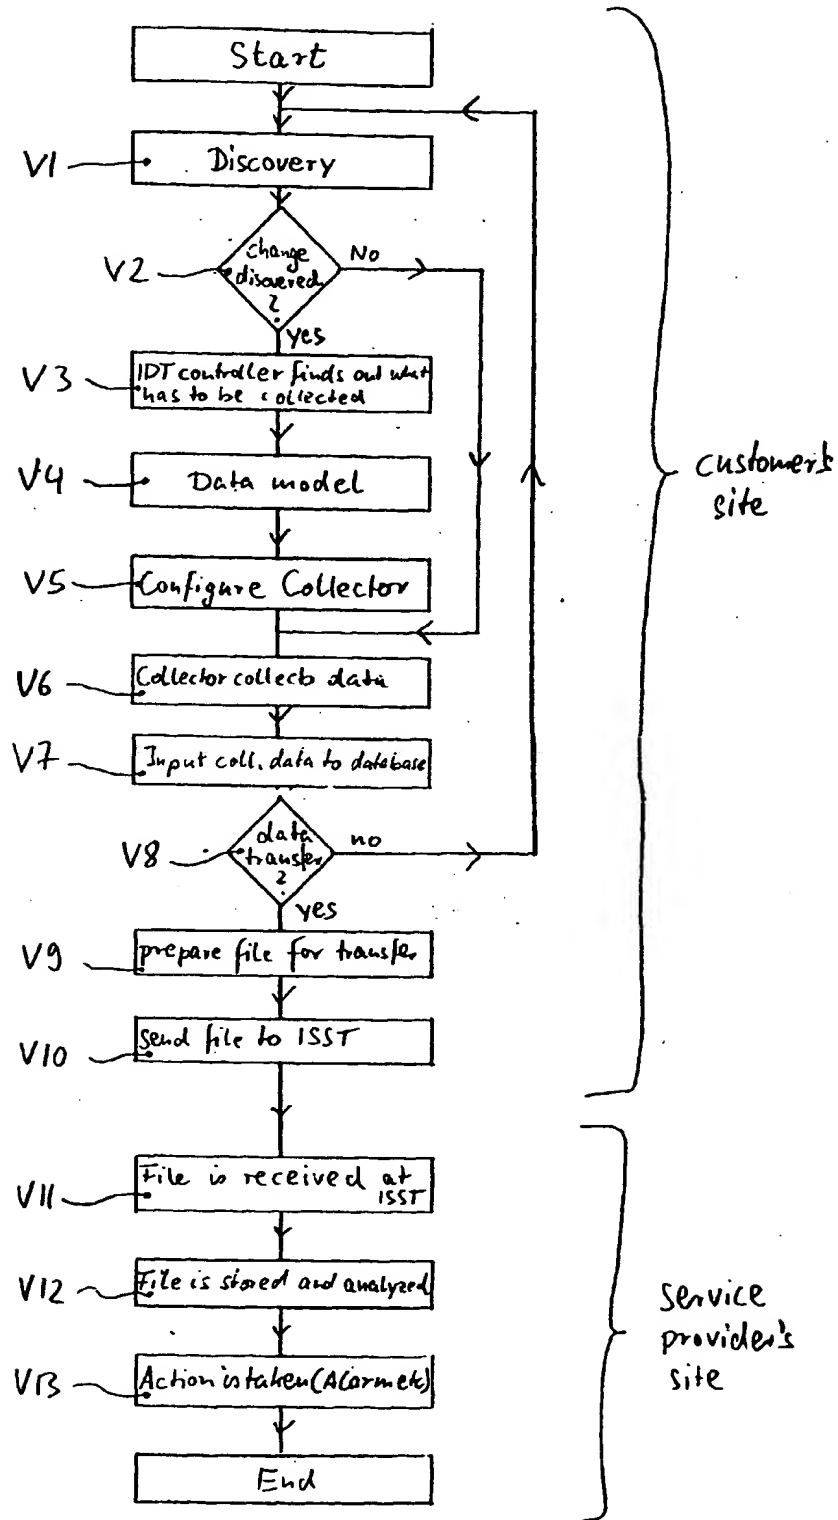 Start
V1
Discovery
V2
change
discovered
?
No
yes
V3
IDT controller finds out what
has to be collected
V4
Data model
V5
Configure Collector
V6
Collector collects data
V7
Input coll. data to database
V8
data
transfer
?
no
yes
V9
prepare file for transfer
V10
send file to ISST
customer's
site
V11
File is received at
ISST
V12
File is stored and analyzed
V13
Action is taken (Alarm etc)
End
service
provider's
site